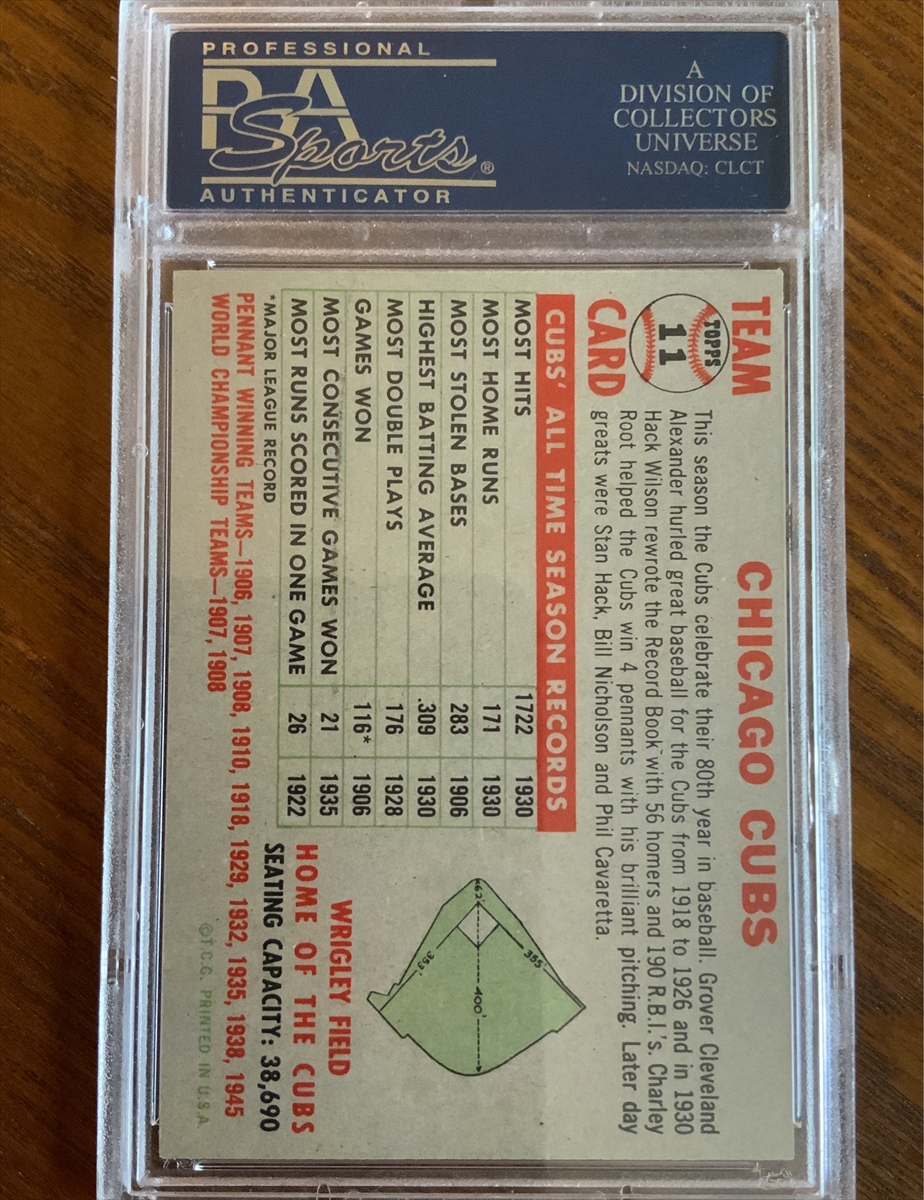 PROFESSIONAL
PSA
Sports®
AUTHENTICATOR
A
DIVISION OF
COLLECTORS
UNIVERSE
NASDAQ: CLCT
TEAM
TOPPS
11
CARD
CHICAGO CUBS
This season the Cubs celebrate their 80th year in baseball. Grover Cleveland
Alexander hurled great baseball for the Cubs from 1918 to 1926 and in 1930
Hack Wilson rewrote the Record Book with 56 homers and 190 R.B.I.'s. Charley
Root helped the Cubs win 4 pennants with his brilliant pitching. Later day
greats were Stan Hack, Bill Nicholson and Phil Cavaretta.
CUBS' ALL TIME SEASON RECORDS
MOST HITS 1722 1930
MOST HOME RUNS 171 1930
MOST STOLEN BASES 283 1906
HIGHEST BATTING AVERAGE .309 1930
MOST DOUBLE PLAYS 176 1928
GAMES WON 116* 1906
MOST CONSECUTIVE GAMES WON 21 1935
MOST RUNS SCORED IN ONE GAME 26 1922
*MAJOR LEAGUE RECORD
62'
355
400'
353'
WRIGLEY FIELD
HOME OF THE CUBS
SEATING CAPACITY: 38,690
PENNANT WINNING TEAMS—1906, 1907, 1908, 1910, 1918, 1929, 1932, 1935, 1938, 1945
WORLD CHAMPIONSHIP TEAMS—1907, 1908
©T.C.G. PRINTED IN U.S.A.